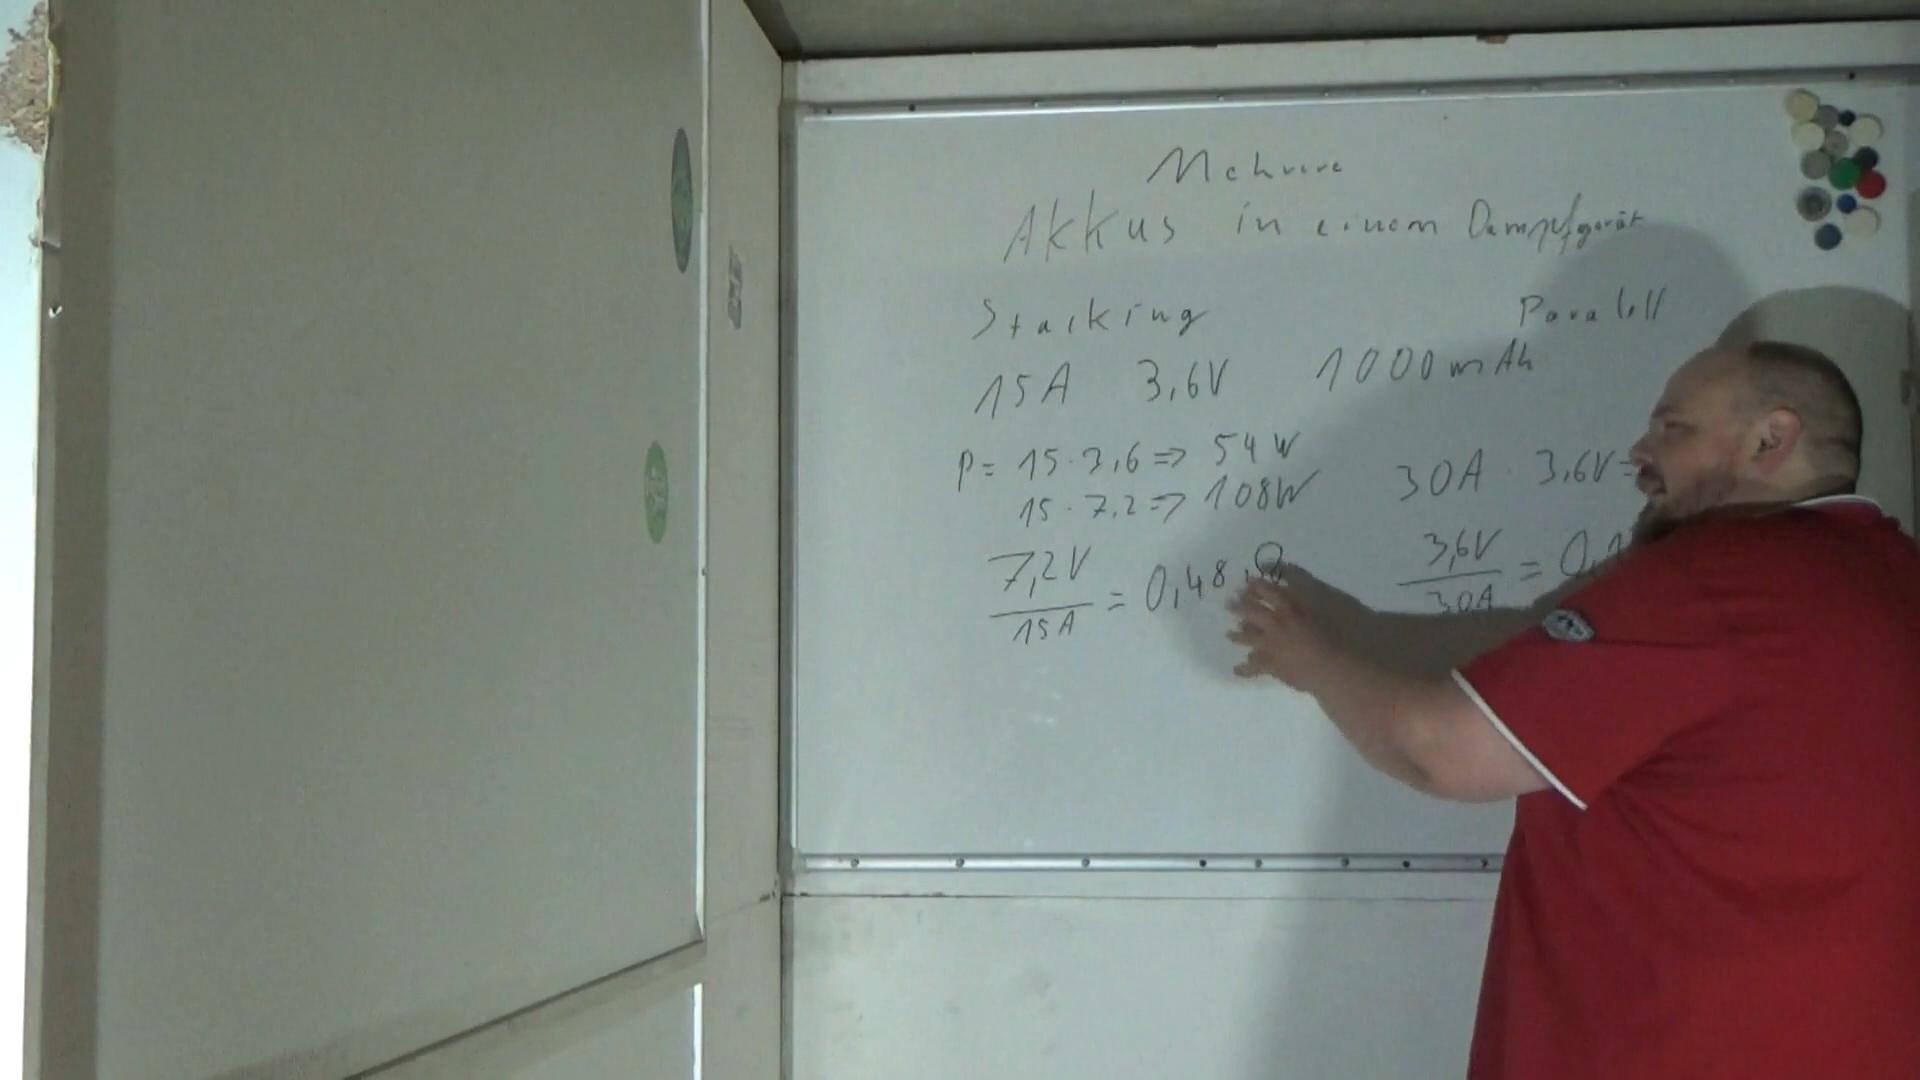 Mehrere
Akkus in einem Dampfgerät
Stacking Paralell
15A 3,6V 1000mAh
P= 15·3,6 => 54W
15·7,2 => 108W
30A · 3,6V =
7,2V / 15A = 0,48 Ω
3,6V / 30A = 0,1